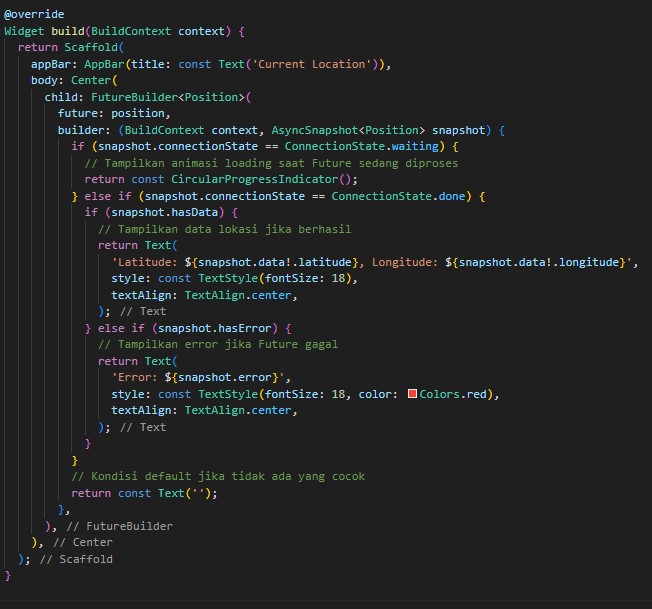 @override
Widget build(BuildContext context) {
  return Scaffold(
    appBar: AppBar(title: const Text('Current Location')),
    body: Center(
      child: FutureBuilder<Position>(
        future: position,
        builder: (BuildContext context, AsyncSnapshot<Position> snapshot) {
          if (snapshot.connectionState == ConnectionState.waiting) {
            // Tampilkan animasi loading saat Future sedang diproses
            return const CircularProgressIndicator();
          } else if (snapshot.connectionState == ConnectionState.done) {
            if (snapshot.hasData) {
              // Tampilkan data lokasi jika berhasil
              return Text(
                'Latitude: ${snapshot.data!.latitude}, Longitude: ${snapshot.data!.longitude}',
                style: const TextStyle(fontSize: 18),
                textAlign: TextAlign.center,
              ); // Text
            } else if (snapshot.hasError) {
              // Tampilkan error jika Future gagal
              return Text(
                'Error: ${snapshot.error}',
                style: const TextStyle(fontSize: 18, color: Colors.red),
                textAlign: TextAlign.center,
              ); // Text
            }
          }
          // Kondisi default jika tidak ada yang cocok
          return const Text('');
        },
      ), // FutureBuilder
    ), // Center
  ); // Scaffold
}